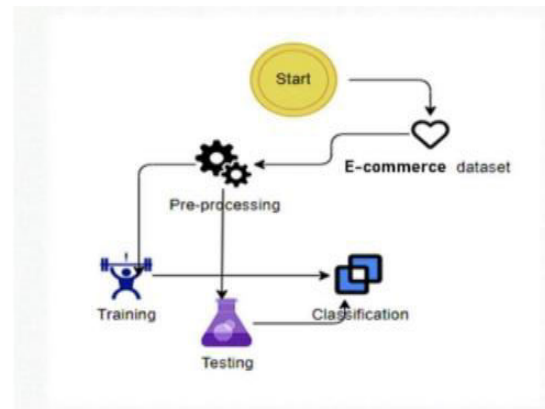 Start
E-commerce dataset
Pre-processing
Training
Classification
Testing